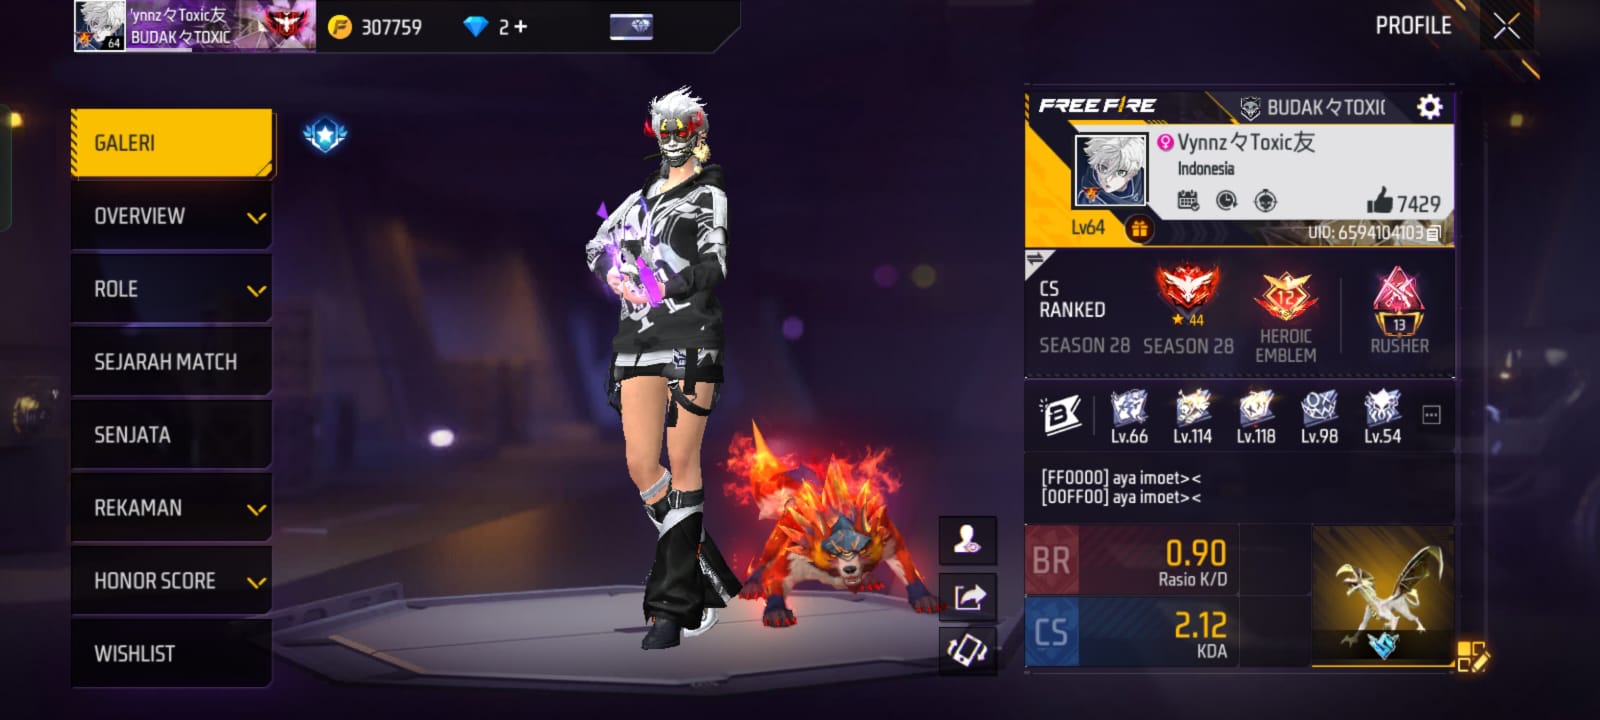 'ynnz々Toxic友
64
BUDAK々TOXIC
307759
2+
PROFILE
GALERI
OVERVIEW
ROLE
SEJARAH MATCH
SENJATA
REKAMAN
HONOR SCORE
WISHLIST
FREE FIRE
BUDAK々TOXIC
Vynnz々Toxic友
Indonesia
7429
Lv64
UID: 6594104103
CS
RANKED
SEASON 28
44
SEASON 28
12
HEROIC
EMBLEM
13
RUSHER
B
Lv.66
Lv.114
Lv.118
Lv.98
Lv.54
[FF0000] aya imoet><
[00FF00] aya imoet><
BR
0.90
Rasio K/D
CS
2.12
KDA